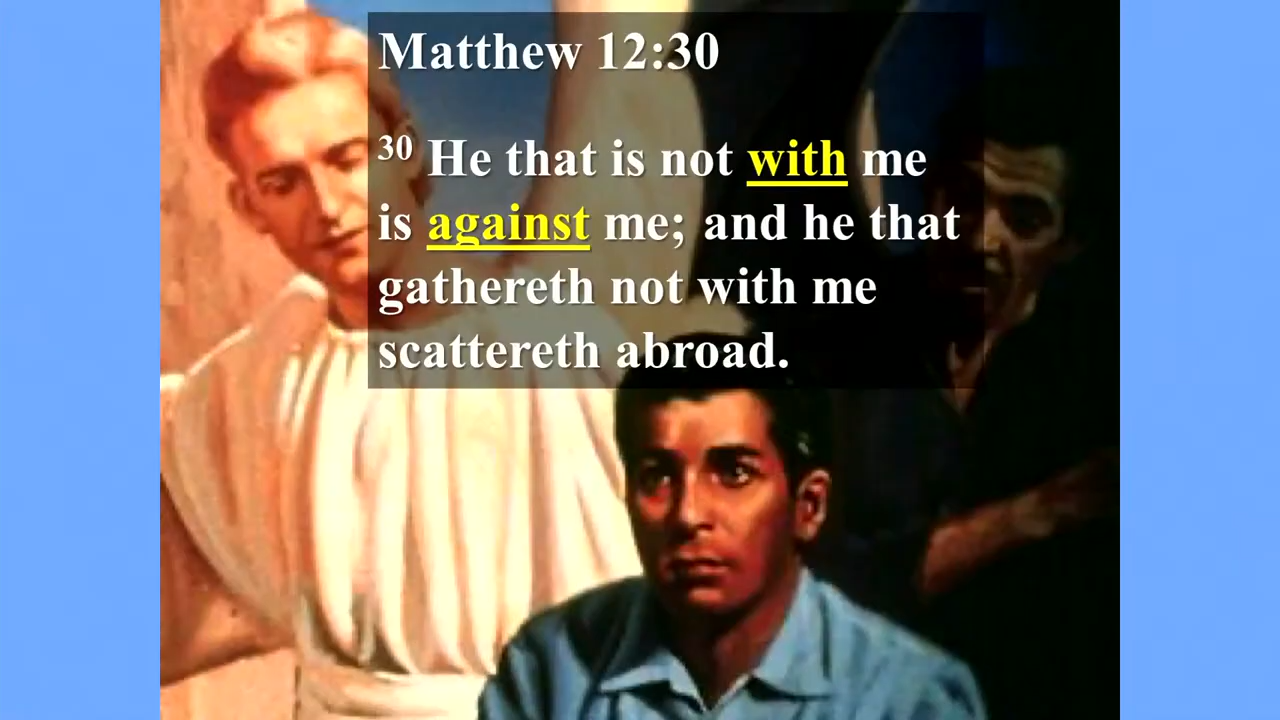 Matthew 12:30
30 He that is not with me
is against me; and he that
gathereth not with me
scattereth abroad.